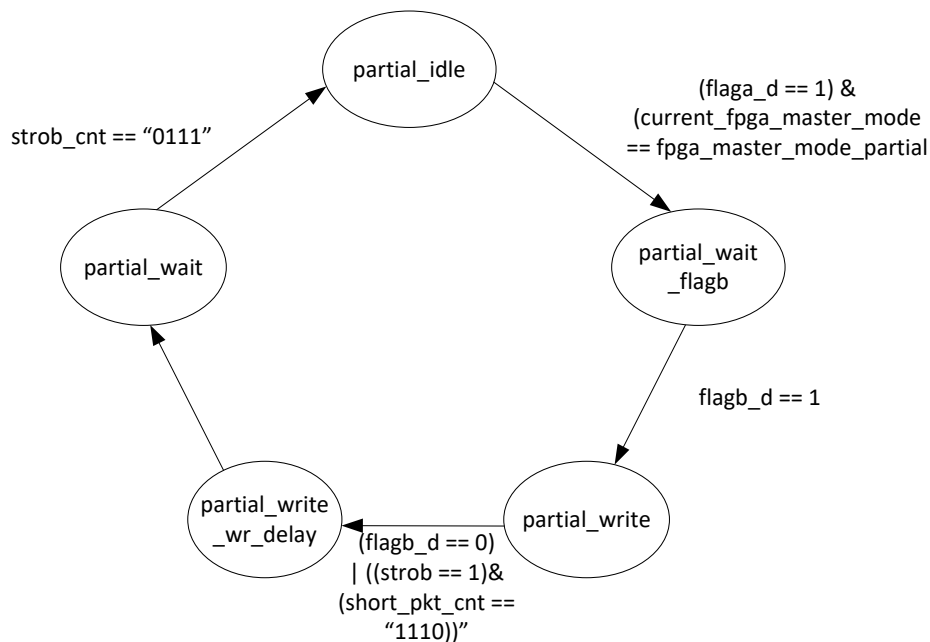 partial_idle
(flaga_d == 1) &
(current_fpga_master_mode
== fpga_master_mode_partial
strob_cnt == “0111”
partial_wait
partial_wait
_flagb
flagb_d == 1
partial_write
_wr_delay
partial_write
(flagb_d == 0)
| ((strob == 1)&
(short_pkt_cnt ==
“1110))”